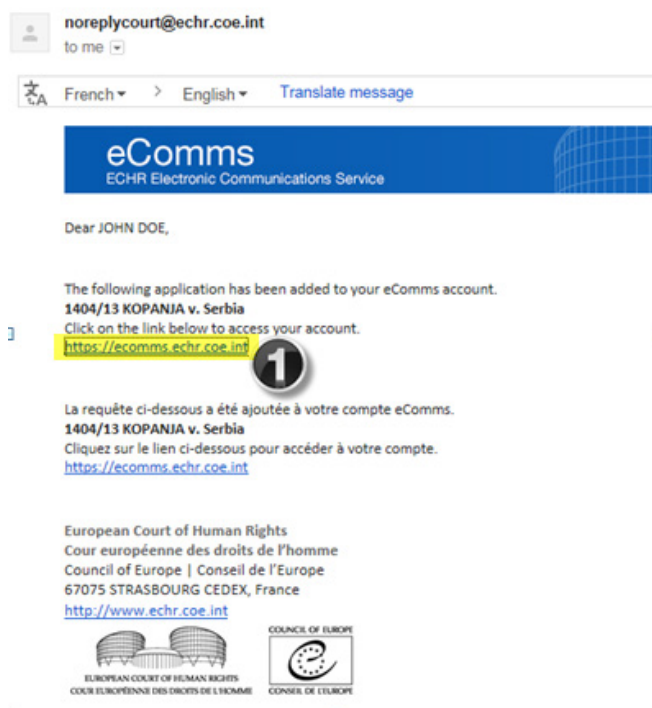 noreplycourt@echr.coe.int
to me
French > English Translate message
eComms
ECHR Electronic Communications Service
Dear JOHN DOE,
The following application has been added to your eComms account.
1404/13 KOPANJA v. Serbia
Click on the link below to access your account.
https://ecomms.echr.coe.int
1
La requête ci-dessous a été ajoutée à votre compte eComms.
1404/13 KOPANJA v. Serbia
Cliquez sur le lien ci-dessous pour accéder à votre compte.
https://ecomms.echr.coe.int
European Court of Human Rights
Cour européenne des droits de l'homme
Council of Europe | Conseil de l'Europe
67075 STRASBOURG CEDEX, France
http://www.echr.coe.int
EUROPEAN COURT OF HUMAN RIGHTS
COUR EUROPÉENNE DES DROITS DE L'HOMME
COUNCIL OF EUROPE
CONSEIL DE L'EUROPE